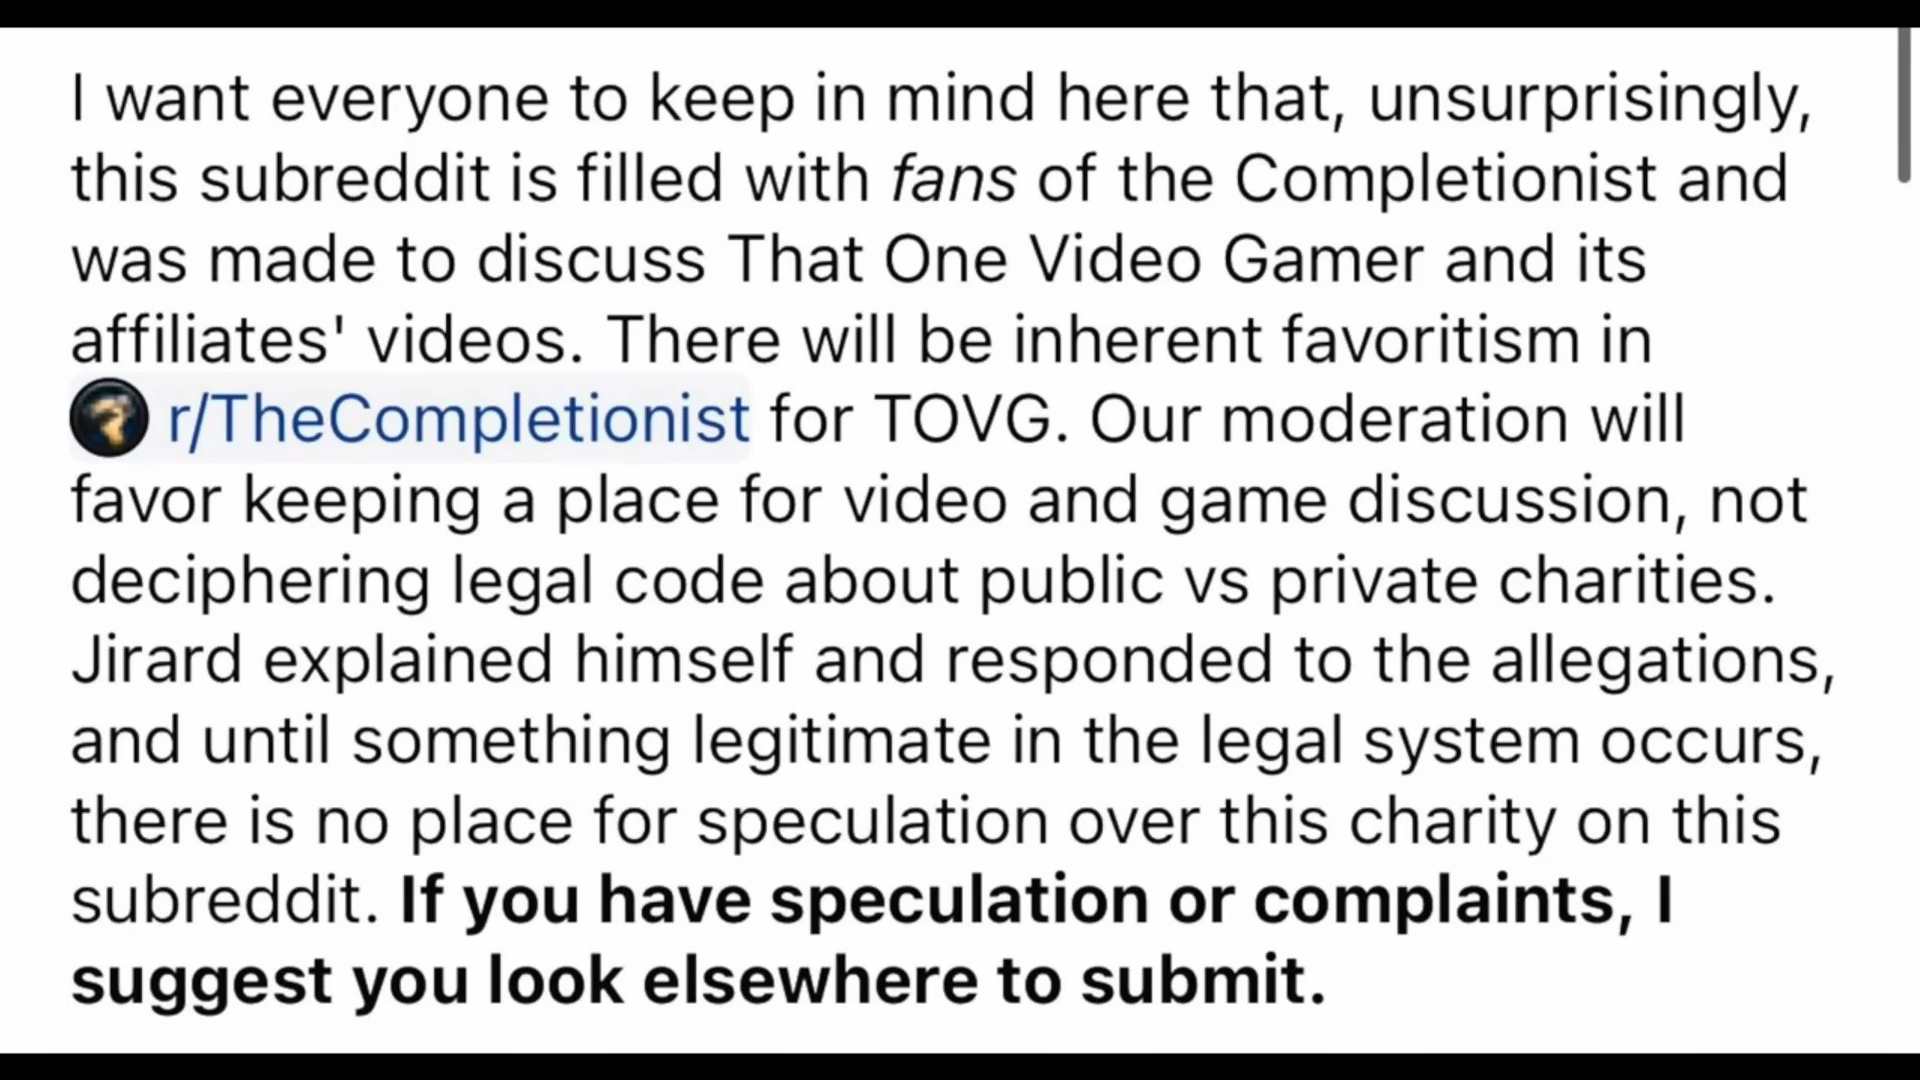 I want everyone to keep in mind here that, unsurprisingly,
this subreddit is filled with fans of the Completionist and
was made to discuss That One Video Gamer and its
affiliates' videos. There will be inherent favoritism in
r/TheCompletionist for TOVG. Our moderation will
favor keeping a place for video and game discussion, not
deciphering legal code about public vs private charities.
Jirard explained himself and responded to the allegations,
and until something legitimate in the legal system occurs,
there is no place for speculation over this charity on this
subreddit. If you have speculation or complaints, I
suggest you look elsewhere to submit.